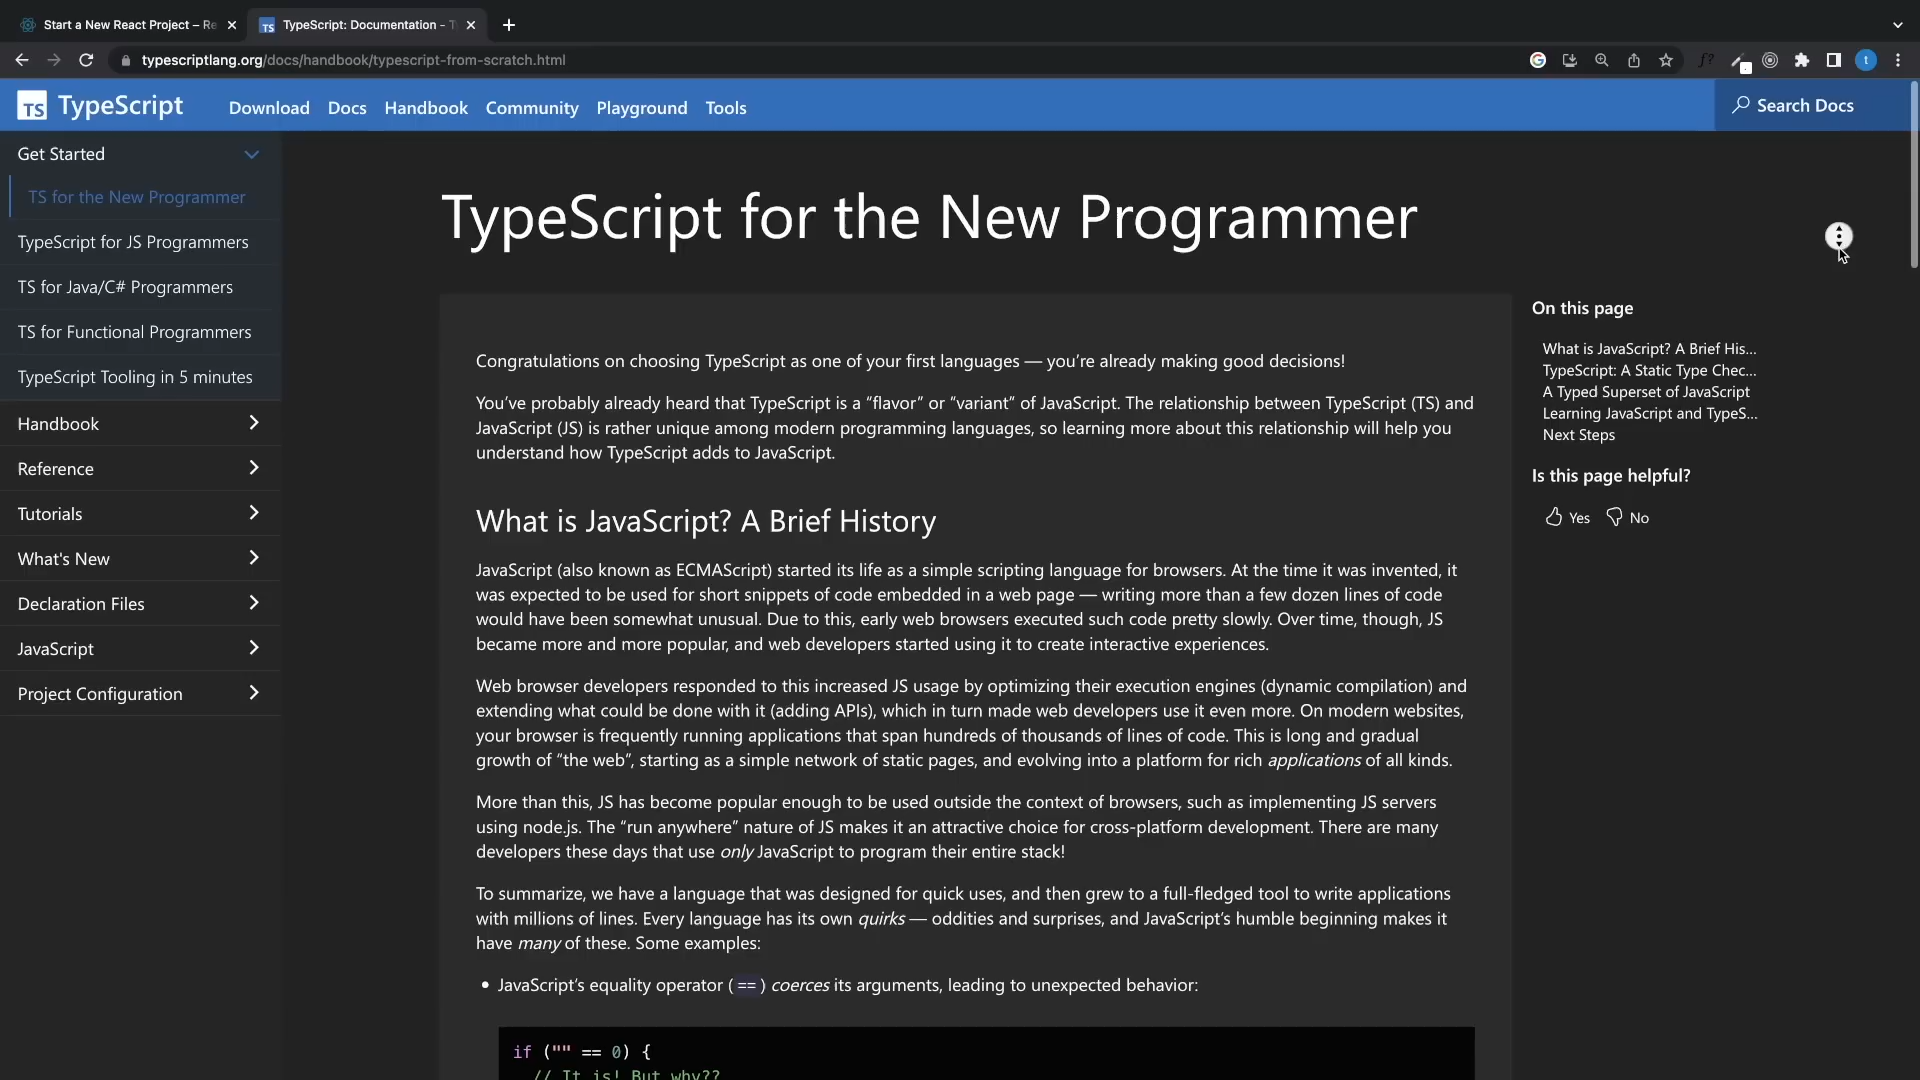 Start a New React Project – Re
TypeScript: Documentation - T
typescriptlang.org/docs/handbook/typescript-from-scratch.html
t
TS TypeScript
Download Docs Handbook Community Playground Tools
Search Docs
Get Started
TS for the New Programmer
TypeScript for JS Programmers
TS for Java/C# Programmers
TS for Functional Programmers
TypeScript Tooling in 5 minutes
Handbook
Reference
Tutorials
What's New
Declaration Files
JavaScript
Project Configuration
TypeScript for the New Programmer
Congratulations on choosing TypeScript as one of your first languages — you’re already making good decisions!
You’ve probably already heard that TypeScript is a “flavor” or “variant” of JavaScript. The relationship between TypeScript (TS) and
JavaScript (JS) is rather unique among modern programming languages, so learning more about this relationship will help you
understand how TypeScript adds to JavaScript.
What is JavaScript? A Brief History
JavaScript (also known as ECMAScript) started its life as a simple scripting language for browsers. At the time it was invented, it
was expected to be used for short snippets of code embedded in a web page — writing more than a few dozen lines of code
would have been somewhat unusual. Due to this, early web browsers executed such code pretty slowly. Over time, though, JS
became more and more popular, and web developers started using it to create interactive experiences.
Web browser developers responded to this increased JS usage by optimizing their execution engines (dynamic compilation) and
extending what could be done with it (adding APIs), which in turn made web developers use it even more. On modern websites,
your browser is frequently running applications that span hundreds of thousands of lines of code. This is long and gradual
growth of “the web”, starting as a simple network of static pages, and evolving into a platform for rich applications of all kinds.
More than this, JS has become popular enough to be used outside the context of browsers, such as implementing JS servers
using node.js. The “run anywhere” nature of JS makes it an attractive choice for cross-platform development. There are many
developers these days that use only JavaScript to program their entire stack!
To summarize, we have a language that was designed for quick uses, and then grew to a full-fledged tool to write applications
with millions of lines. Every language has its own quirks — oddities and surprises, and JavaScript’s humble beginning makes it
have many of these. Some examples:
• JavaScript’s equality operator (==) coerces its arguments, leading to unexpected behavior:
if ("" == 0) {
// It is! But why??
On this page
What is JavaScript? A Brief His...
TypeScript: A Static Type Chec...
A Typed Superset of JavaScript
Learning JavaScript and TypeS...
Next Steps
Is this page helpful?
Yes No